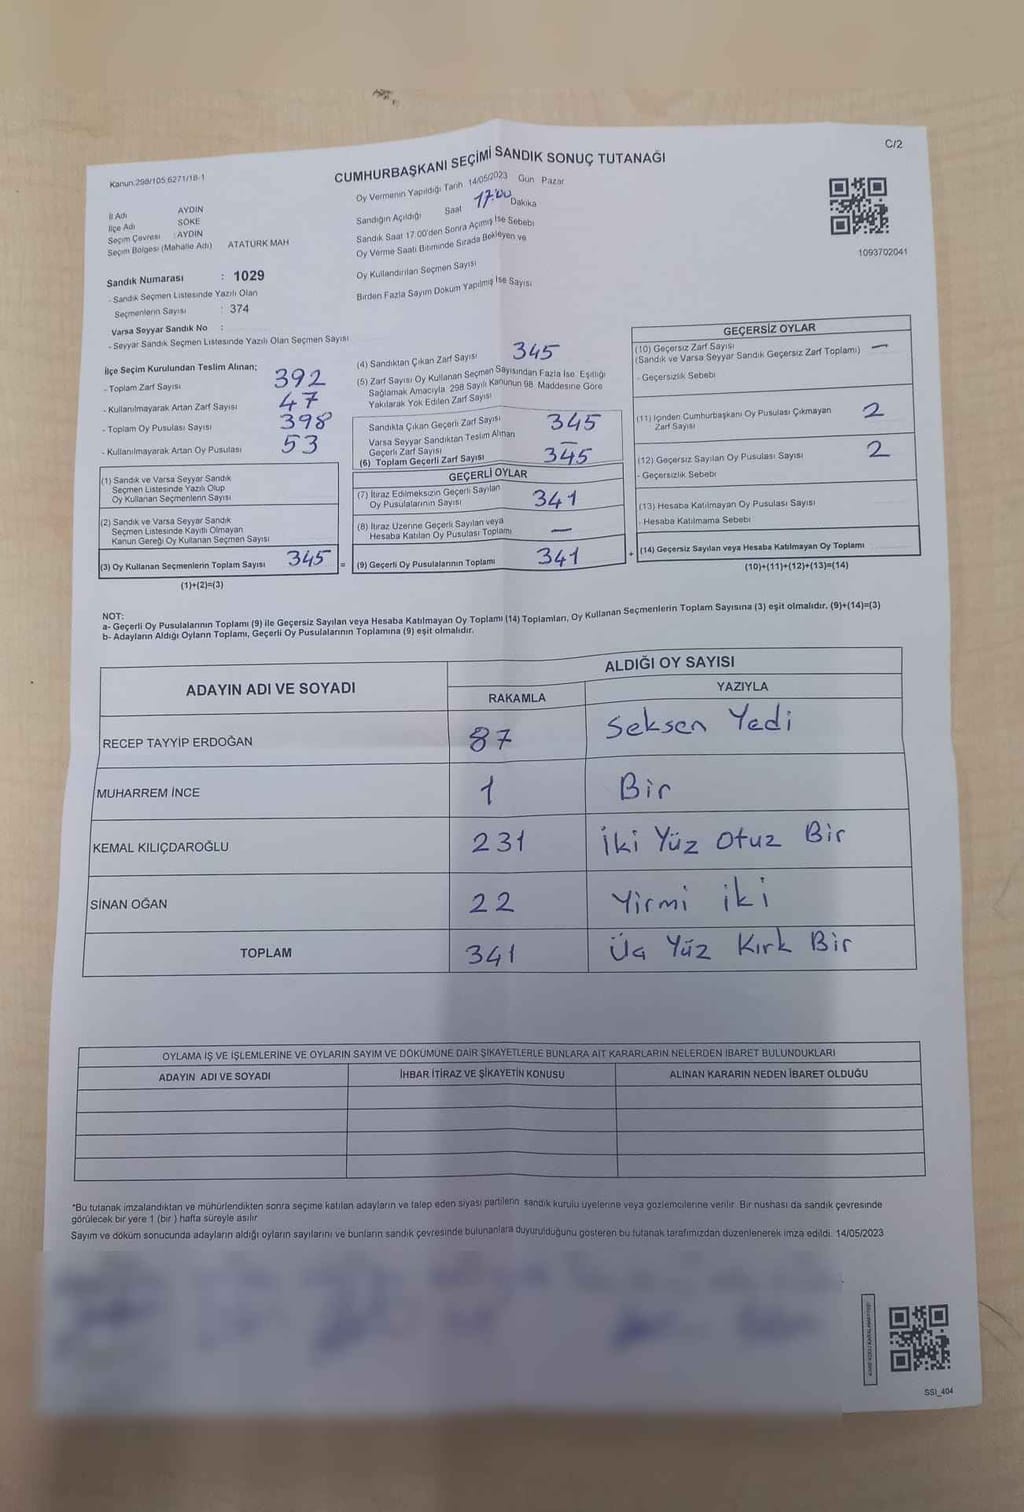 C/2
Kanun.298/105.6271/18-1
CUMHURBAŞKANI SEÇİMİ SANDIK SONUÇ TUTANAĞI
Oy Vermenin Yapıldığı Tarih 14/05/2023 Gün Pazar
Sandığın Açıldığı Saat 17:00 Dakika
Sandık Saat 17.00'den Sonra Açılmış İse Sebebi
Oy Verme Saati Bitiminde Sırada Bekleyen ve
Oy Kullandırılan Seçmen Sayısı
Birden Fazla Sayım Döküm Yapılmış İse Sayısı
İl Adı AYDIN
İlçe Adı SÖKE
Seçim Çevresi : AYDIN
Seçim Bölgesi (Mahalle Adı) ATATÜRK MAH
1093702041
Sandık Numarası : 1029
- Sandık Seçmen Listesinde Yazılı Olan
Seçmenlerin Sayısı : 374
Varsa Seyyar Sandık No :
- Seyyar Sandık Seçmen Listesinde Yazılı Olan Seçmen Sayısı
İlçe Seçim Kurulundan Teslim Alınan;
- Toplam Zarf Sayısı 392
- Kullanılmayarak Artan Zarf Sayısı 47
- Toplam Oy Pusulası Sayısı 398
- Kullanılmayarak Artan Oy Pusulası 53
(1) Sandık ve Varsa Seyyar Sandık
Seçmen Listesinde Yazılı Olup
Oy Kullanan Seçmenlerin Sayısı
(2) Sandık ve Varsa Seyyar Sandık
Seçmen Listesinde Kayıtlı Olmayan
Kanun Gereği Oy Kullanan Seçmen Sayısı
(3) Oy Kullanan Seçmenlerin Toplam Sayısı 345 =
(1)+(2)=(3)
(4) Sandıktan Çıkan Zarf Sayısı 345
(5) Zarf Sayısı Oy Kullanan Seçmen Sayısından Fazla İse, Eşitliği
Sağlamak Amacıyla, 298 Sayılı Kanunun 98. Maddesine Göre
Yakılarak Yok Edilen Zarf Sayısı
Sandıkta Çıkan Geçerli Zarf Sayısı 345
Varsa Seyyar Sandıktan Teslim Alınan
Geçerli Zarf Sayısı –
(6) Toplam Geçerli Zarf Sayısı 345
GEÇERLİ OYLAR
(7) İtiraz Edilmeksizin Geçerli Sayılan
Oy Pusulalarının Sayısı 341
(8) İtiraz Üzerine Geçerli Sayılan veya
Hesaba Katılan Oy Pusulası Toplamı –
(9) Geçerli Oy Pusulalarının Toplamı 341 +
GEÇERSİZ OYLAR
(10) Geçersiz Zarf Sayısı –
(Sandık ve Varsa Seyyar Sandık Geçersiz Zarf Toplamı)
- Geçersizlik Sebebi
(11) İçinden Cumhurbaşkanı Oy Pusulası Çıkmayan
Zarf Sayısı 2
(12) Geçersiz Sayılan Oy Pusulası Sayısı 2
- Geçersizlik Sebebi
(13) Hesaba Katılmayan Oy Pusulası Sayısı
- Hesaba Katılmama Sebebi
(14) Geçersiz Sayılan veya Hesaba Katılmayan Oy Toplamı
(10)+(11)+(12)+(13)=(14)
NOT:
a- Geçerli Oy Pusulalarının Toplamı (9) ile Geçersiz Sayılan veya Hesaba Katılmayan Oy Toplamı (14) Toplamları, Oy Kullanan Seçmenlerin Toplam Sayısına (3) eşit olmalıdır. (9)+(14)=(3)
b- Adayların Aldığı Oyların Toplamı, Geçerli Oy Pusulalarının Toplamına (9) eşit olmalıdır.
ADAYIN ADI VE SOYADI ALDIĞI OY SAYISI
RAKAMLA YAZIYLA
RECEP TAYYİP ERDOĞAN 87 Seksen Yedi
MUHARREM İNCE 1 Bir
KEMAL KILIÇDAROĞLU 231 İki Yüz Otuz Bir
SİNAN OĞAN 22 Yirmi iki
TOPLAM 341 Üç Yüz Kırk Bir
OYLAMA İŞ VE İŞLEMLERİNE VE OYLARIN SAYIM VE DÖKÜMÜNE DAİR ŞİKAYETLERLE BUNLARA AİT KARARLARIN NELERDEN İBARET BULUNDUKLARI
ADAYIN ADI VE SOYADI İHBAR İTİRAZ VE ŞİKAYETİN KONUSU ALINAN KARARIN NEDEN İBARET OLDUĞU
*Bu tutanak imzalandıktan ve mühürlendikten sonra seçime katılan adayların ve talep eden siyasi partilerin sandık kurulu üyelerine veya gözlemcilerine verilir. Bir nüshası da sandık çevresinde
görülecek bir yere 1 (bir ) hafta süreyle asılır
Sayım ve döküm sonucunda adayların aldığı oyların sayılarını ve bunların sandık çevresinde bulunanlara duyurulduğunu gösteren bu tutanak tarafımızdan düzenlenerek imza edildi. 14/05/2023
SSI_404